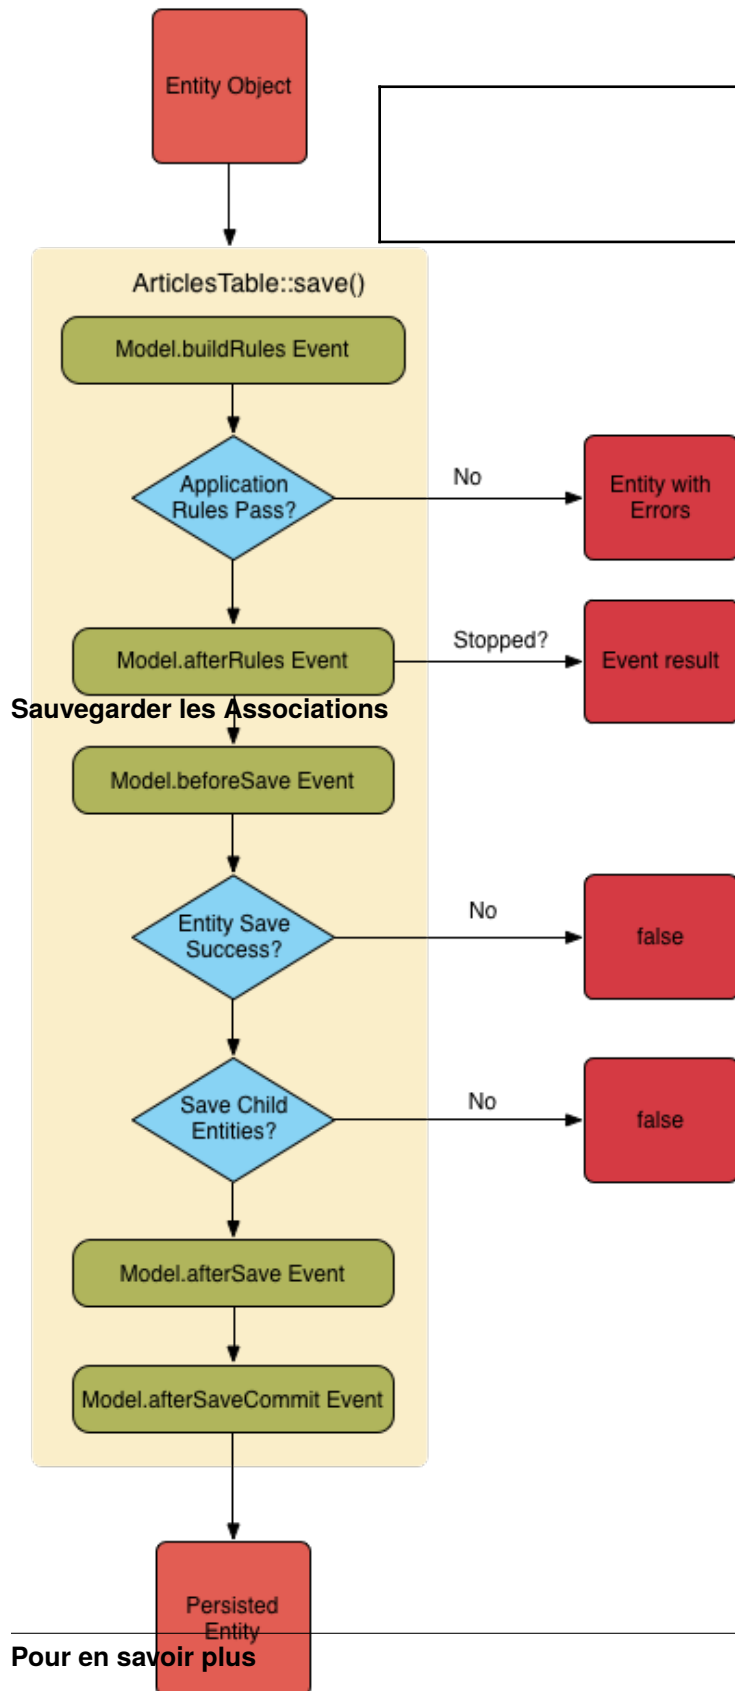 Entity Object
ArticlesTable::save()
Model.buildRules Event
Application
Rules Pass?
No
Entity with
Errors
Model.afterRules Event
Stopped?
Event result
Sauvegarder les Associations
Model.beforeSave Event
Entity Save
Success?
No
false
Save Child
Entities?
No
false
Model.afterSave Event
Model.afterSaveCommit Event
Persisted
Entity
Pour en savoir plus